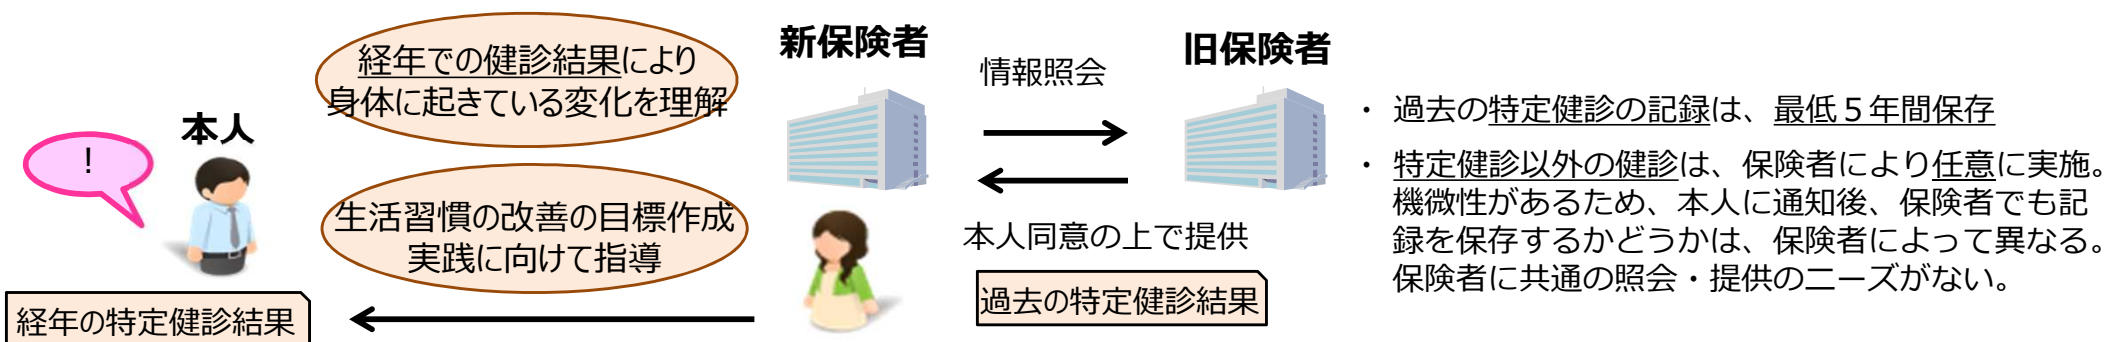 !
本人
経年での健診結果により
身体に起きている変化を理解
生活習慣の改善の目標作成
実践に向けて指導
経年の特定健診結果
新保険者
情報照会
旧保険者
本人同意の上で提供
過去の特定健診結果
・ 過去の特定健診の記録は、最低5年間保存
・ 特定健診以外の健診は、保険者により任意に実施。
機微性があるため、本人に通知後、保険者でも記
録を保存するかどうかは、保険者によって異なる。
保険者に共通の照会・提供のニーズがない。